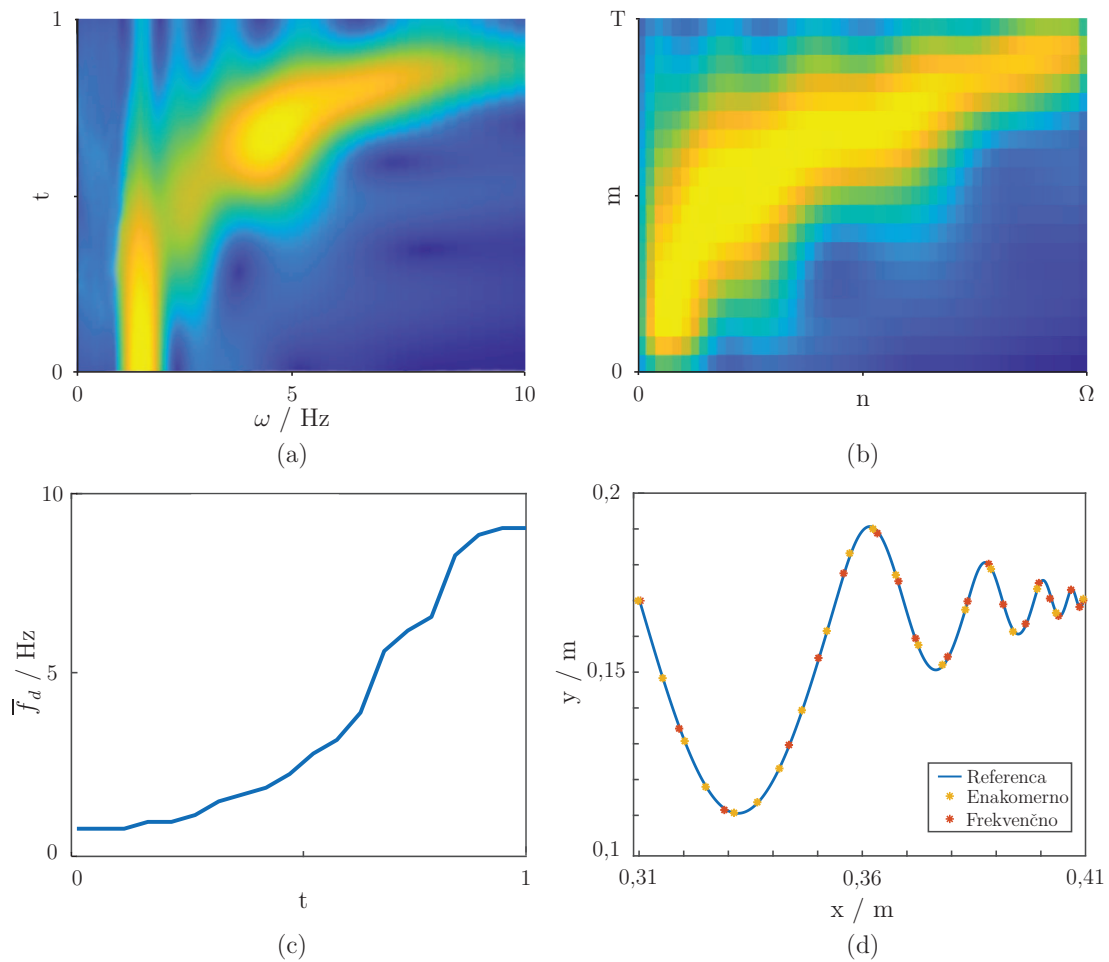 1
t
0
0
5
10
ω / Hz
(a)
T
m
0
0
n
Ω
(b)
10
5
0
f̅_d / Hz
0
1
t
(c)
0,2
0,15
0,1
y / m
Referenca
Enakomerno
Frekvenčno
0,31
0,36
0,41
x / m
(d)